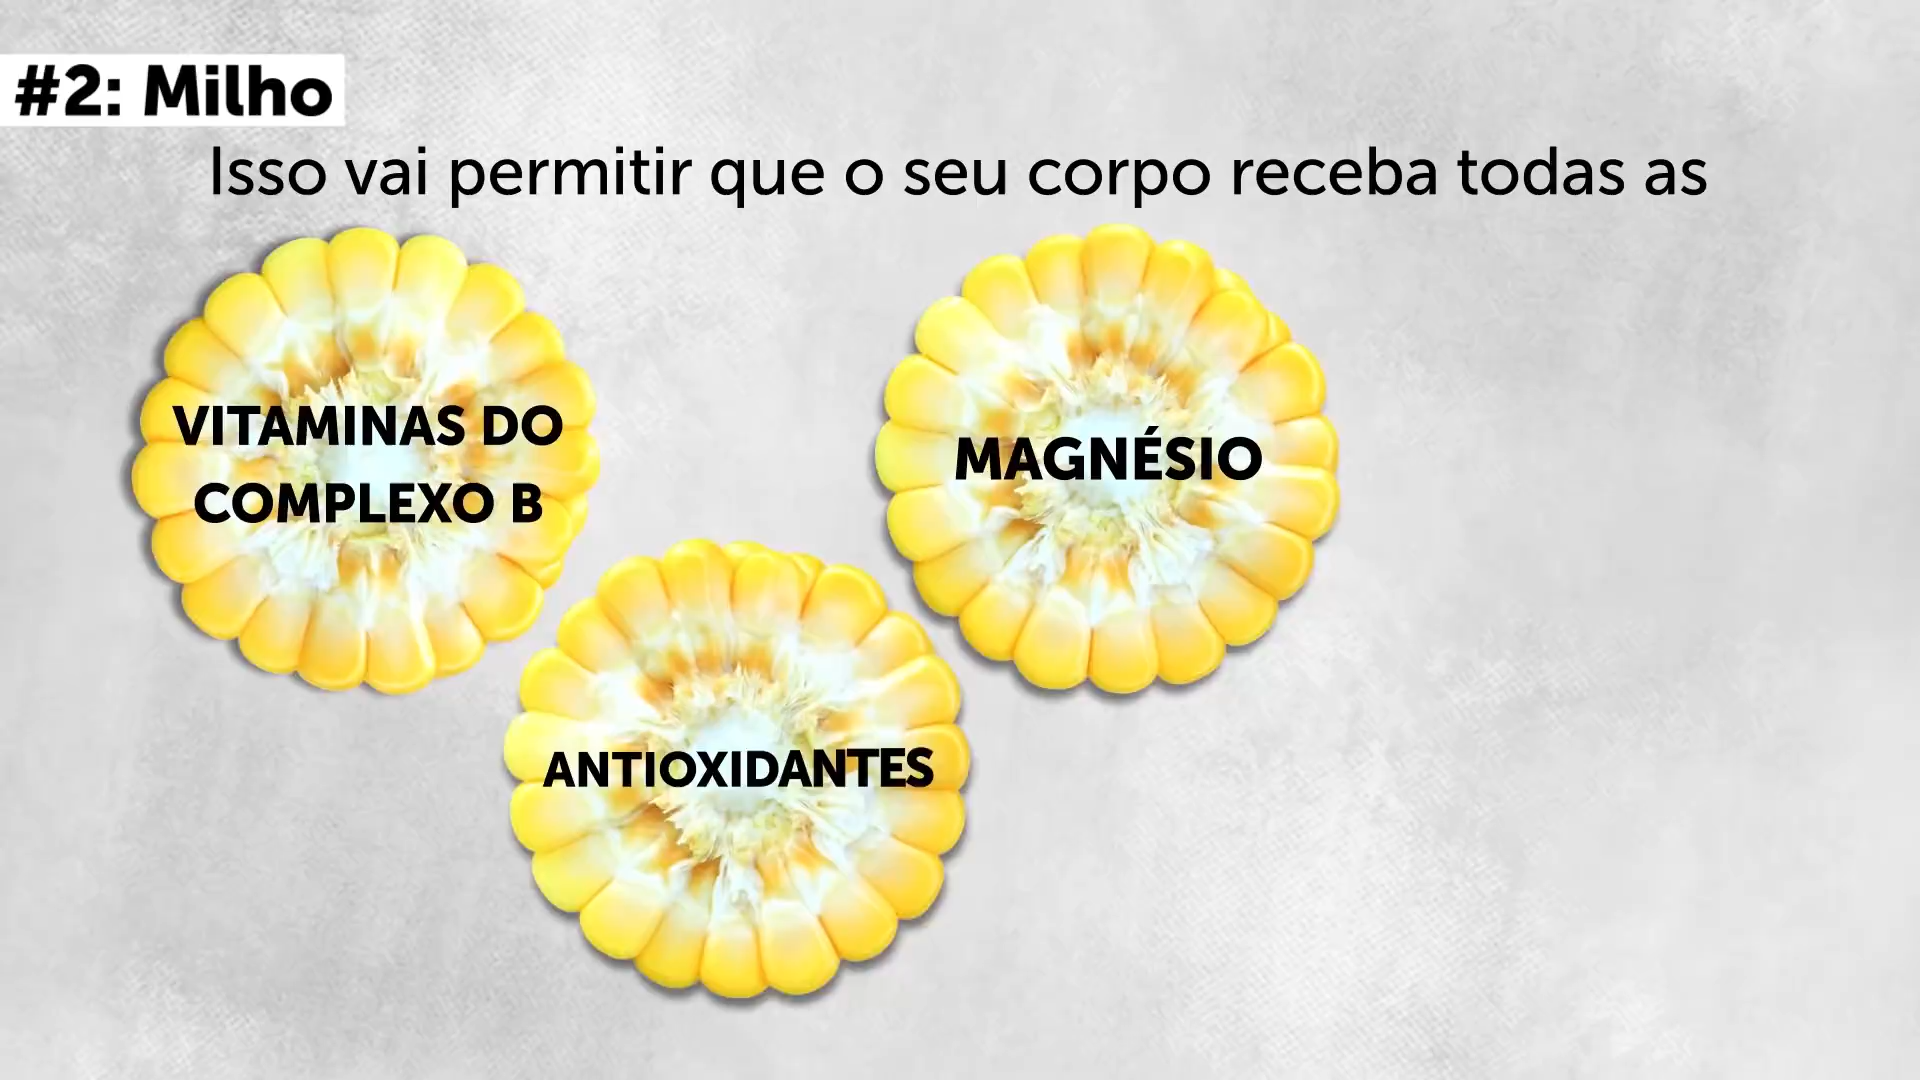 #2: Milho
Isso vai permitir que o seu corpo receba todas as
VITAMINAS DO
COMPLEXO B
MAGNÉSIO
ANTIOXIDANTES